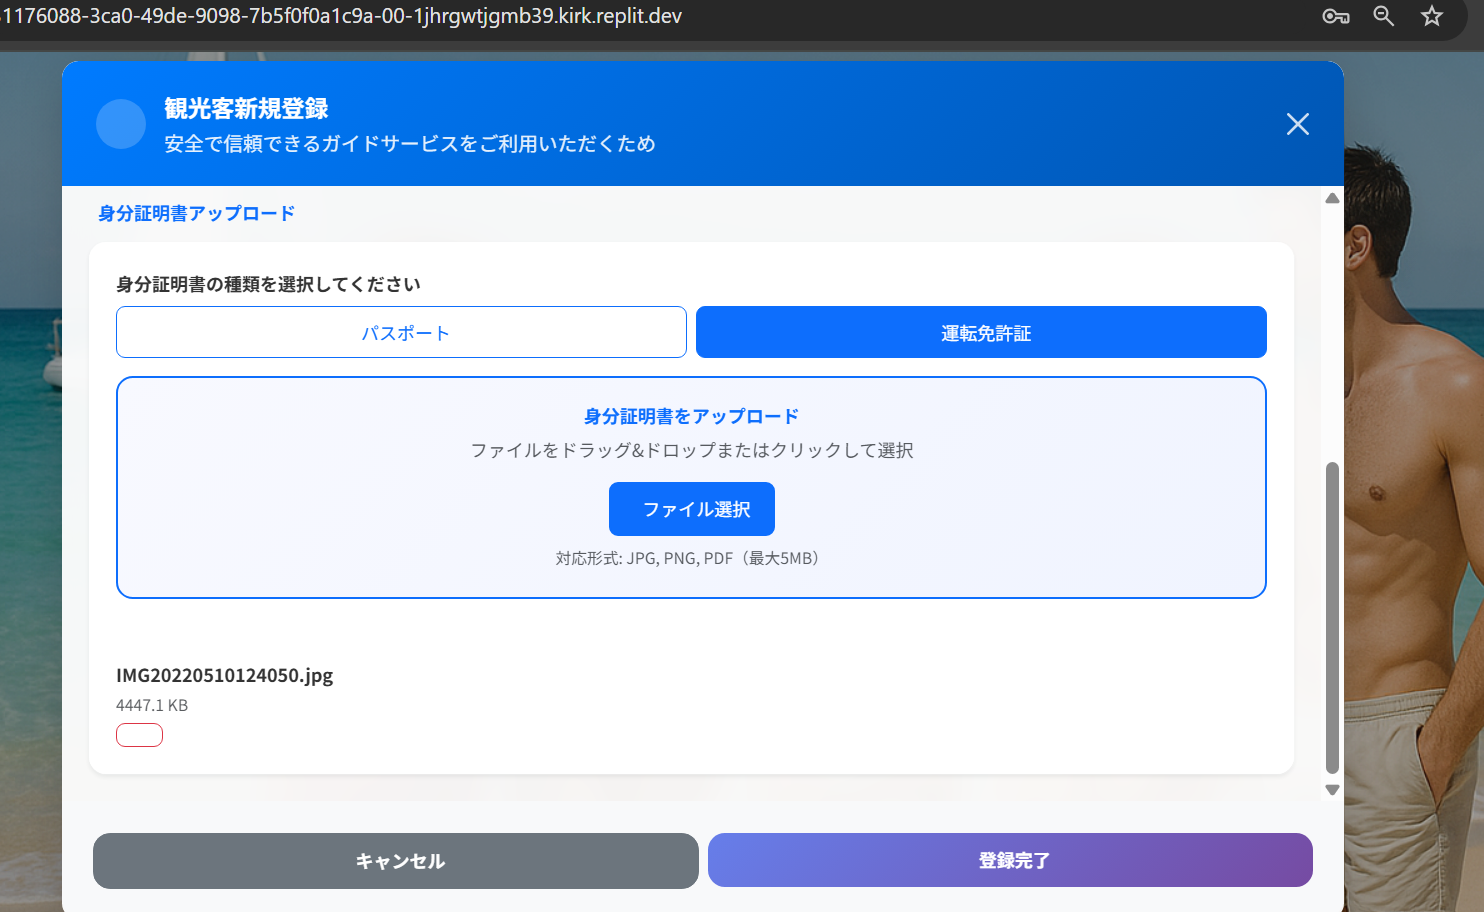 1176088-3ca0-49de-9098-7b5f0f0a1c9a-00-1jhrgwtjgmb39.kirk.replit.dev
観光客新規登録
安全で信頼できるガイドサービスをご利用いただくため
身分証明書アップロード
身分証明書の種類を選択してください
パスポート
運転免許証
身分証明書をアップロード
ファイルをドラッグ&ドロップまたはクリックして選択
ファイル選択
対応形式: JPG, PNG, PDF（最大5MB）
IMG20220510124050.jpg
4447.1 KB
キャンセル
登録完了